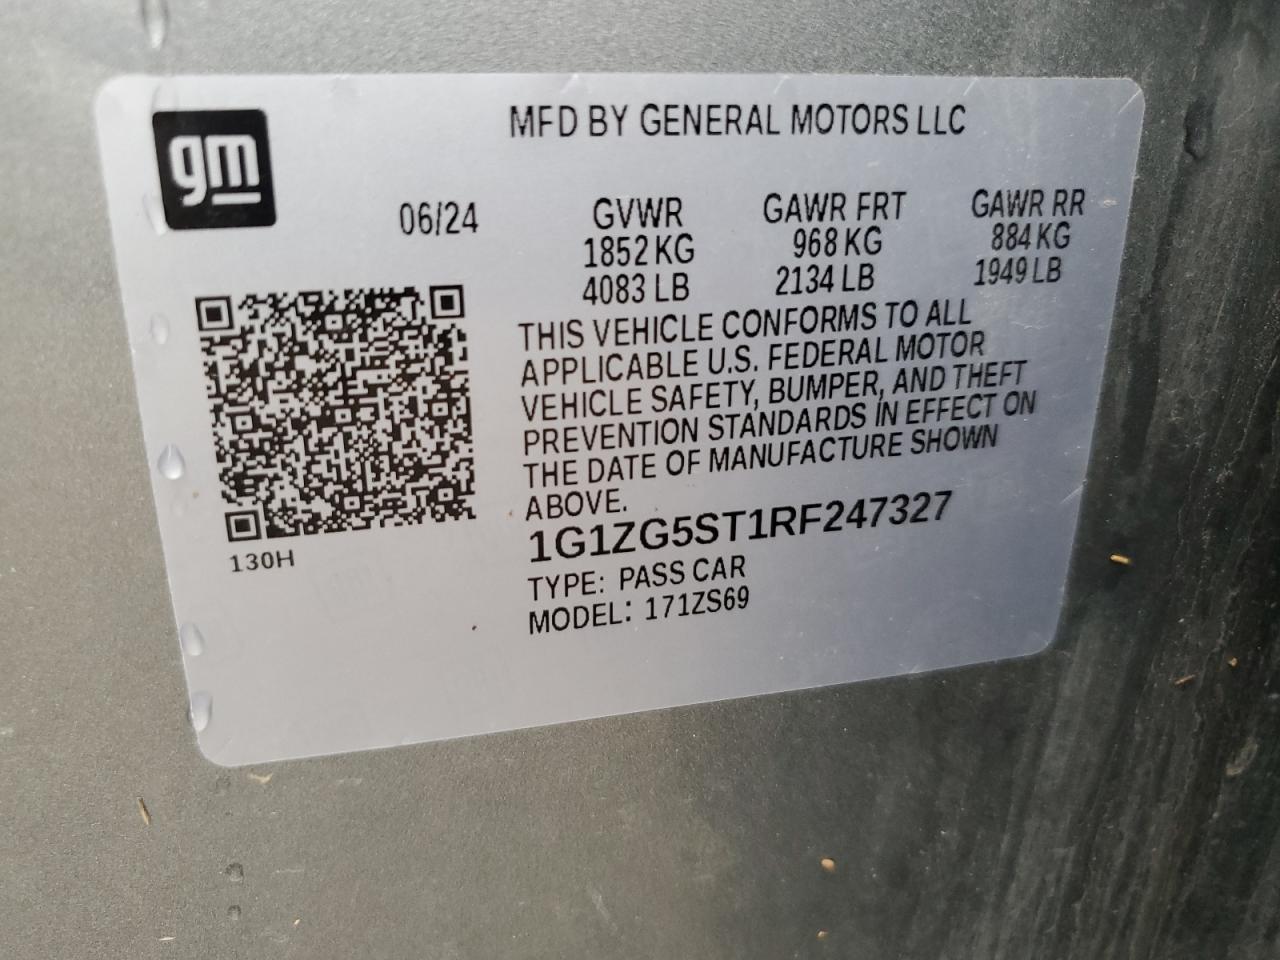 gm
MFD BY GENERAL MOTORS LLC
06/24 GVWR GAWR FRT GAWR RR
1852 KG 968 KG 884 KG
4083 LB 2134 LB 1949 LB
THIS VEHICLE CONFORMS TO ALL
APPLICABLE U.S. FEDERAL MOTOR
VEHICLE SAFETY, BUMPER, AND THEFT
PREVENTION STANDARDS IN EFFECT ON
THE DATE OF MANUFACTURE SHOWN
ABOVE.
1G1ZG5ST1RF247327
130H
TYPE: PASS CAR
MODEL: 171ZS69